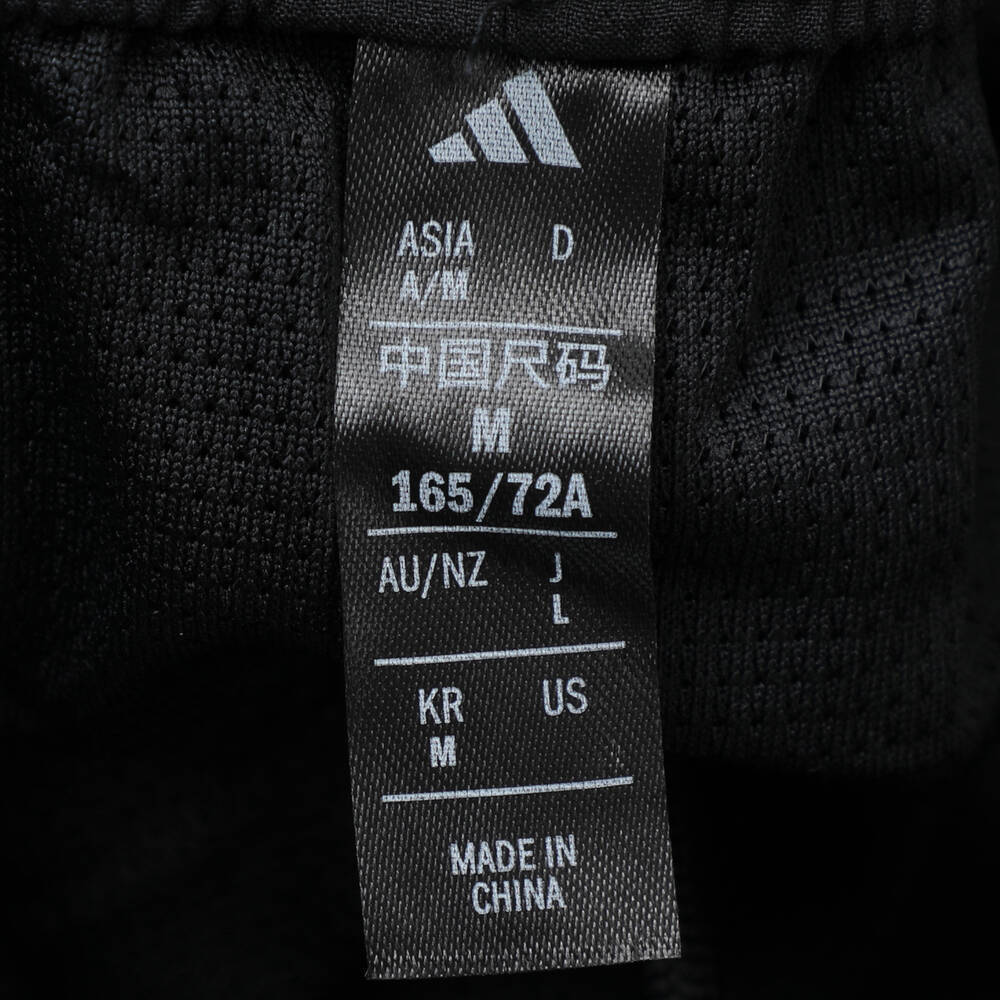 ASIA D
A/M
中国尺码
M
165/72A
AU/NZ J
L
KR US
M
MADE IN
CHINA